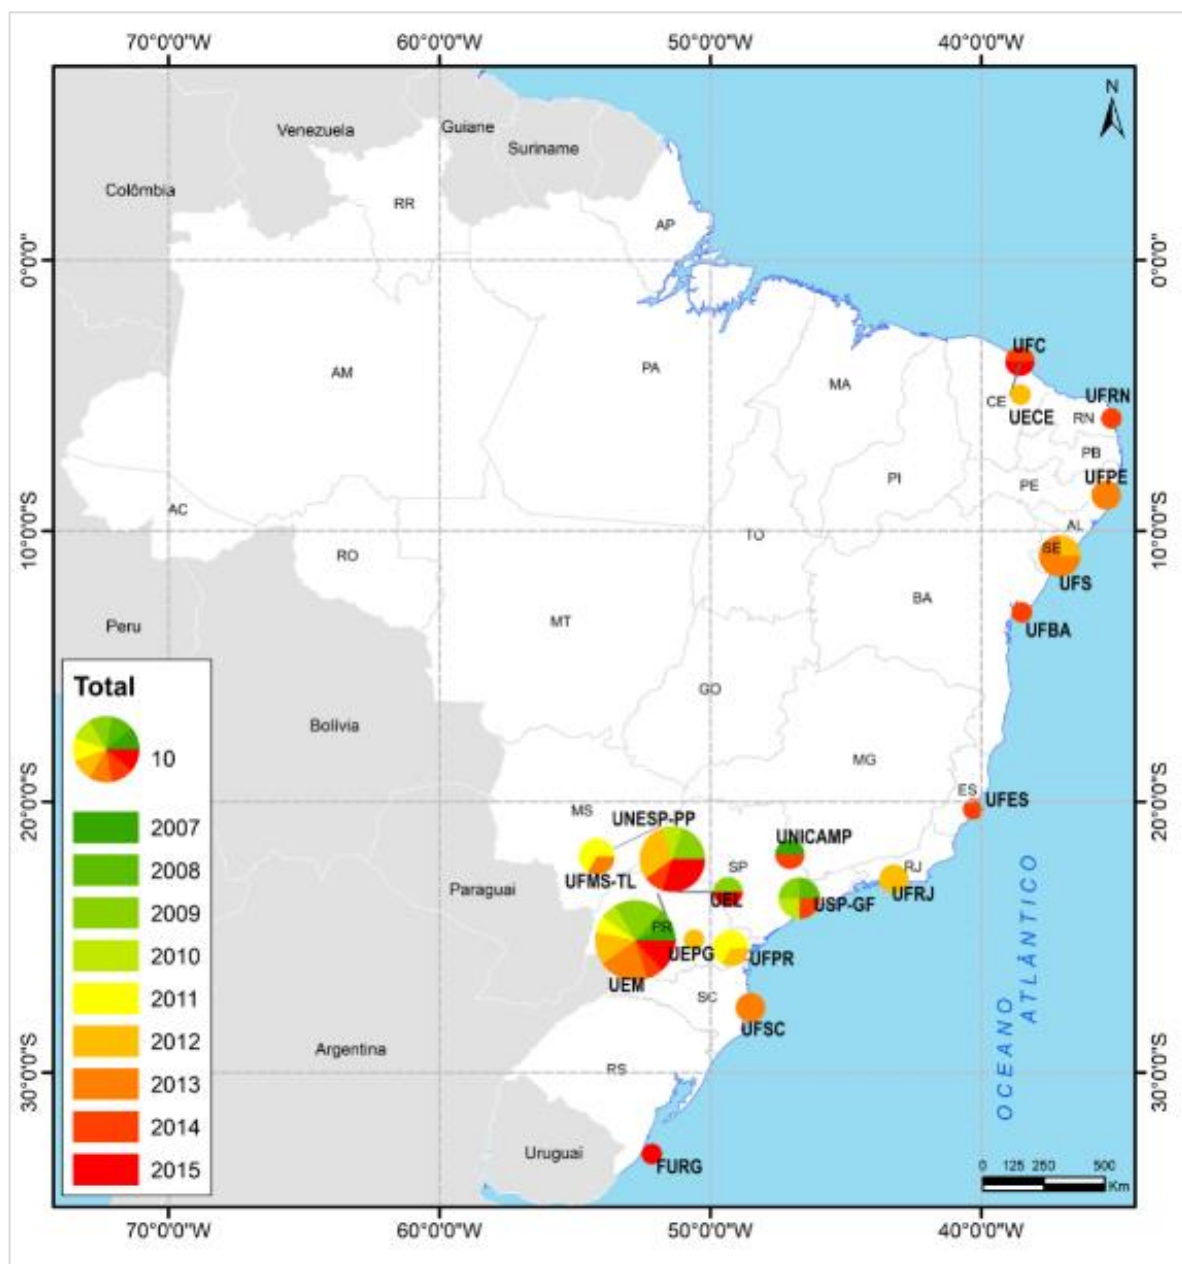 70°0'0"W 60°0'0"W 50°0'0"W 40°0'0"W
N
Venezuela
Guiane
Suriname
Colômbia
RR
AP
0°0'0" 0°0'0"
UFC
AM
PA
MA
CE
UECE
UFRN
RN
PB
PI
PE
UFPE
AC
AL
10°0'0"S 10°0'0"S
TO
RO
SE
UFS
BA
Peru
MT
UFBA
GO
Bolívia
MG
ES
20°0'0"S 20°0'0"S
UFES
MS
UNESP-PP
UNICAMP
SP
RJ
UFMS-TL
Paraguai
UEL
USP-GF
UFRJ
PR
UEPG
UFPR
UEM
SC
UFSC
Argentina
RS
30°0'0"S 30°0'0"S
Uruguai
FURG
OCEANO
ATLÂNTICO
0 125 250 500
Km
Total
10
2007
2008
2009
2010
2011
2012
2013
2014
2015
70°0'0"W 60°0'0"W 50°0'0"W 40°0'0"W